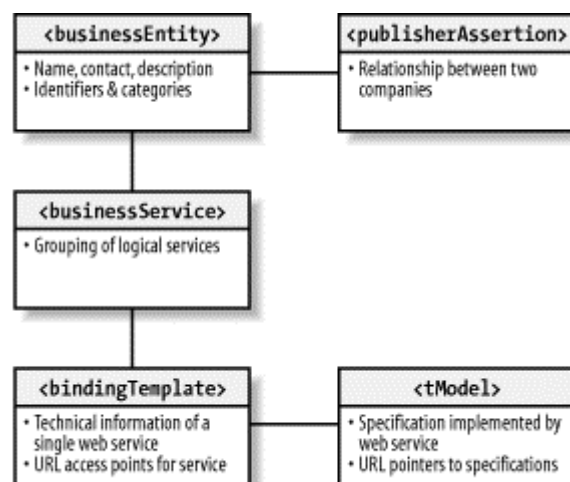 <businessEntity>
• Name, contact, description
• Identifiers & categories
<publisherAssertion>
• Relationship between two
companies
<businessService>
• Grouping of logical services
<bindingTemplate>
• Technical information of a
single web service
• URL access points for service
<tModel>
• Specification implemented by
web service
• URL pointers to specifications